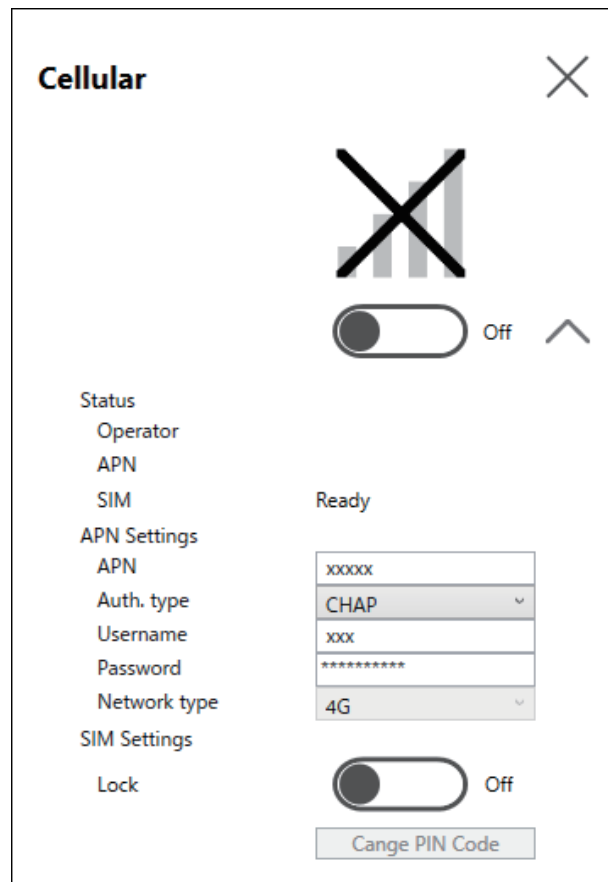 Cellular
Off
Status
Operator
APN
SIM Ready
APN Settings
APN xxxxx
Auth. type CHAP
Username xxx
Password **********
Network type 4G
SIM Settings
Lock Off
Cange PIN Code